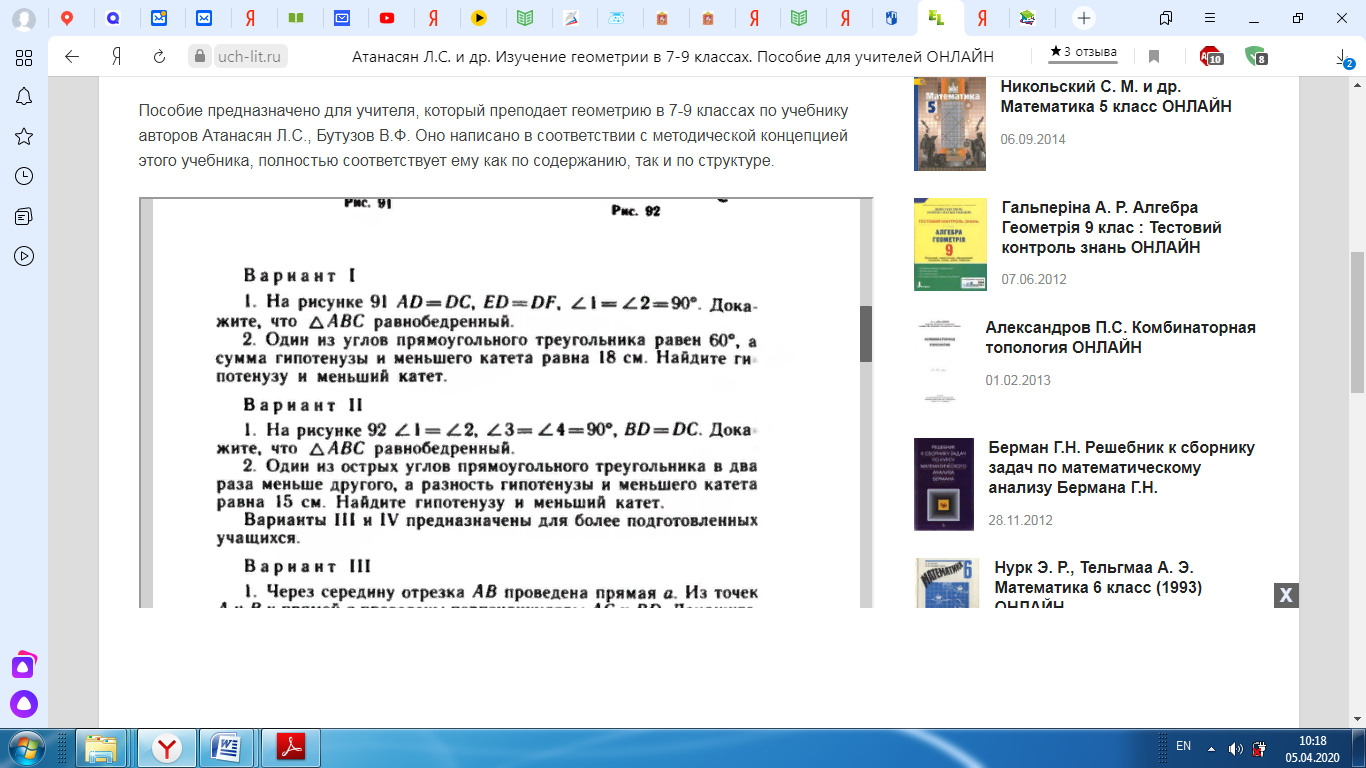 uch-lit.ru
Атанасян Л.С. и др. Изучение геометрии в 7-9 классах. Пособие для учителей ОНЛАЙН
★3 отзыва
10
8
2
Пособие предназначено для учителя, который преподает геометрию в 7-9 классах по учебнику
авторов Атанасян Л.С., Бутузов В.Ф. Оно написано в соответствии с методической концепцией
этого учебника, полностью соответствует ему как по содержанию, так и по структуре.
Рис. 91
Рис. 92
Вариант I
1. На рисунке 91 AD=DC, ED=DF, ∠1=∠2=90°. Дока-
жите, что △ABC равнобедренный.
2. Один из углов прямоугольного треугольника равен 60°, а
сумма гипотенузы и меньшего катета равна 18 см. Найдите ги-
потенузу и меньший катет.
Вариант II
1. На рисунке 92 ∠1=∠2, ∠3=∠4=90°, BD=DC. Дока-
жите, что △ABC равнобедренный.
2. Один из острых углов прямоугольного треугольника в два
раза меньше другого, а разность гипотенузы и меньшего катета
равна 15 см. Найдите гипотенузу и меньший катет.
Варианты III и IV предназначены для более подготовленных
учащихся.
Вариант III
1. Через середину отрезка AB проведена прямая a. Из точек
Никольский С. М. и др.
Математика 5 класс ОНЛАЙН
06.09.2014
Математика
5
Гальперіна А. Р. Алгебра
Геометрія 9 клас : Тестовий
контроль знань ОНЛАЙН
07.06.2012
АЛГЕБРА
ГЕОМЕТРІЯ
9
Александров П.С. Комбинаторная
топология ОНЛАЙН
01.02.2013
Берман Г.Н. Решебник к сборнику
задач по математическому
анализу Бермана Г.Н.
28.11.2012
Нурк Э. Р., Тельгмаа А. Э.
Математика 6 класс (1993)
ОНЛАЙН
МАТЕМАТИКА 6
X
EN
10:18
05.04.2020